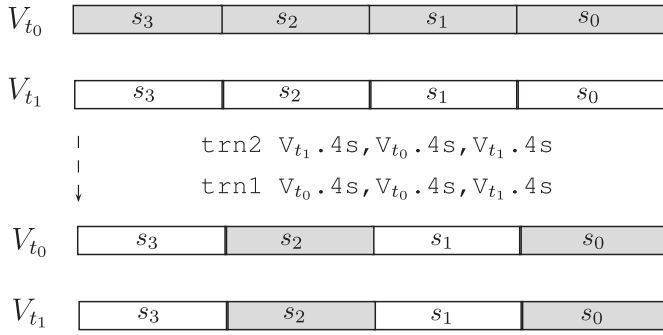 V_{t_0} s_3 s_2 s_1 s_0
V_{t_1} s_3 s_2 s_1 s_0
trn2 V_{t_1}.4s,V_{t_0}.4s,V_{t_1}.4s
trn1 V_{t_0}.4s,V_{t_0}.4s,V_{t_1}.4s
V_{t_0} s_3 s_2 s_1 s_0
V_{t_1} s_3 s_2 s_1 s_0